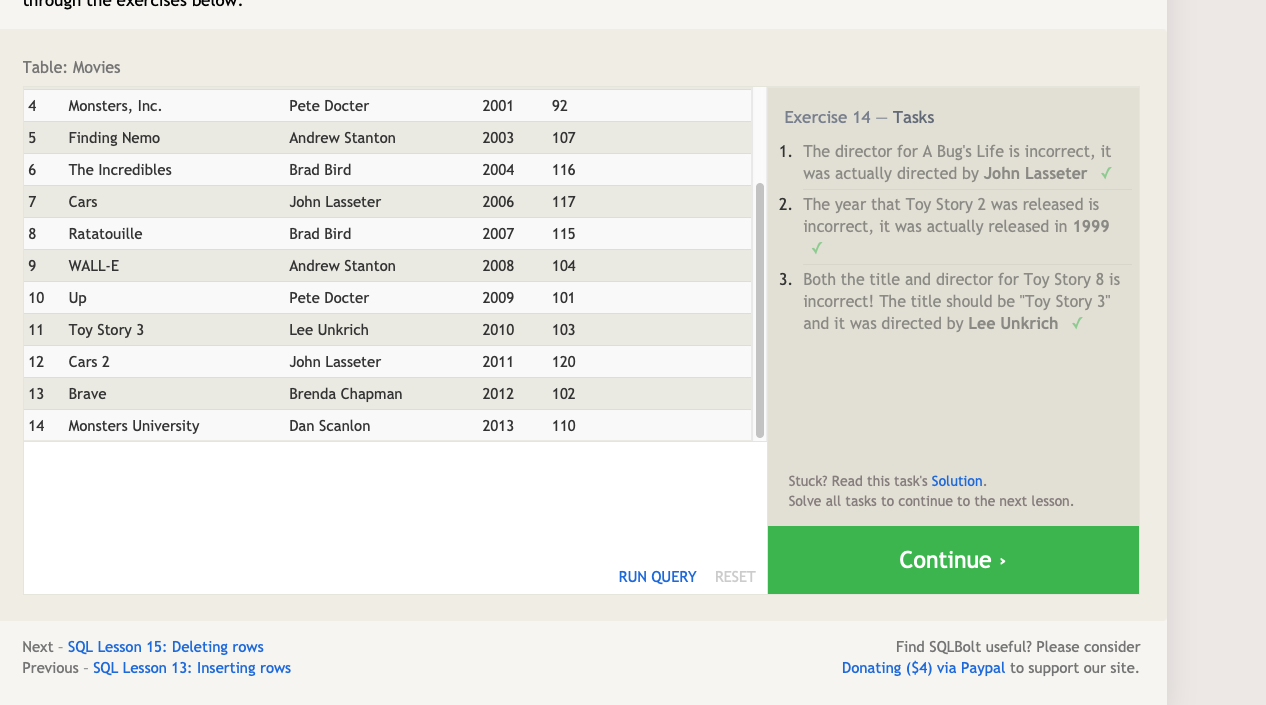 through the exercises below.
Table: Movies
4 Monsters, Inc. Pete Docter 2001 92
5 Finding Nemo Andrew Stanton 2003 107
6 The Incredibles Brad Bird 2004 116
7 Cars John Lasseter 2006 117
8 Ratatouille Brad Bird 2007 115
9 WALL-E Andrew Stanton 2008 104
10 Up Pete Docter 2009 101
11 Toy Story 3 Lee Unkrich 2010 103
12 Cars 2 John Lasseter 2011 120
13 Brave Brenda Chapman 2012 102
14 Monsters University Dan Scanlon 2013 110
RUN QUERY RESET
Exercise 14 — Tasks
1. The director for A Bug's Life is incorrect, it
was actually directed by John Lasseter ✓
2. The year that Toy Story 2 was released is
incorrect, it was actually released in 1999
✓
3. Both the title and director for Toy Story 8 is
incorrect! The title should be "Toy Story 3"
and it was directed by Lee Unkrich ✓
Stuck? Read this task's Solution.
Solve all tasks to continue to the next lesson.
Continue ›
Next – SQL Lesson 15: Deleting rows
Previous – SQL Lesson 13: Inserting rows
Find SQLBolt useful? Please consider
Donating ($4) via Paypal to support our site.